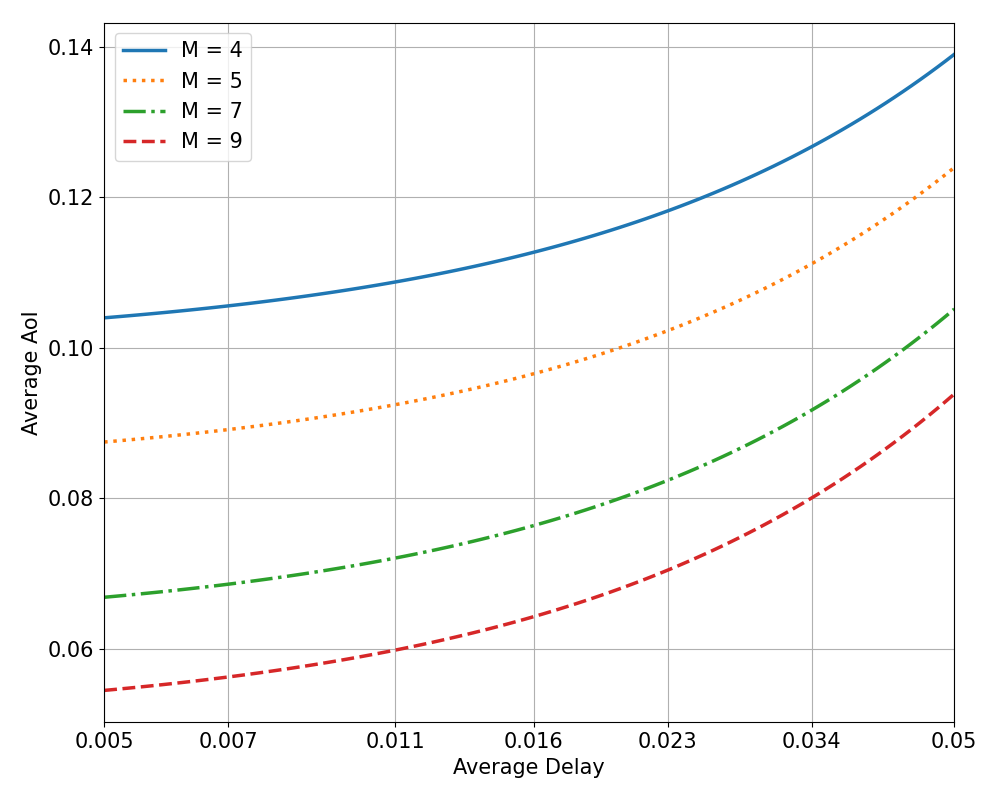 0.14
0.12
0.10
0.08
0.06
Average AoI
M = 4
M = 5
M = 7
M = 9
0.005 0.007 0.011 0.016 0.023 0.034 0.05
Average Delay